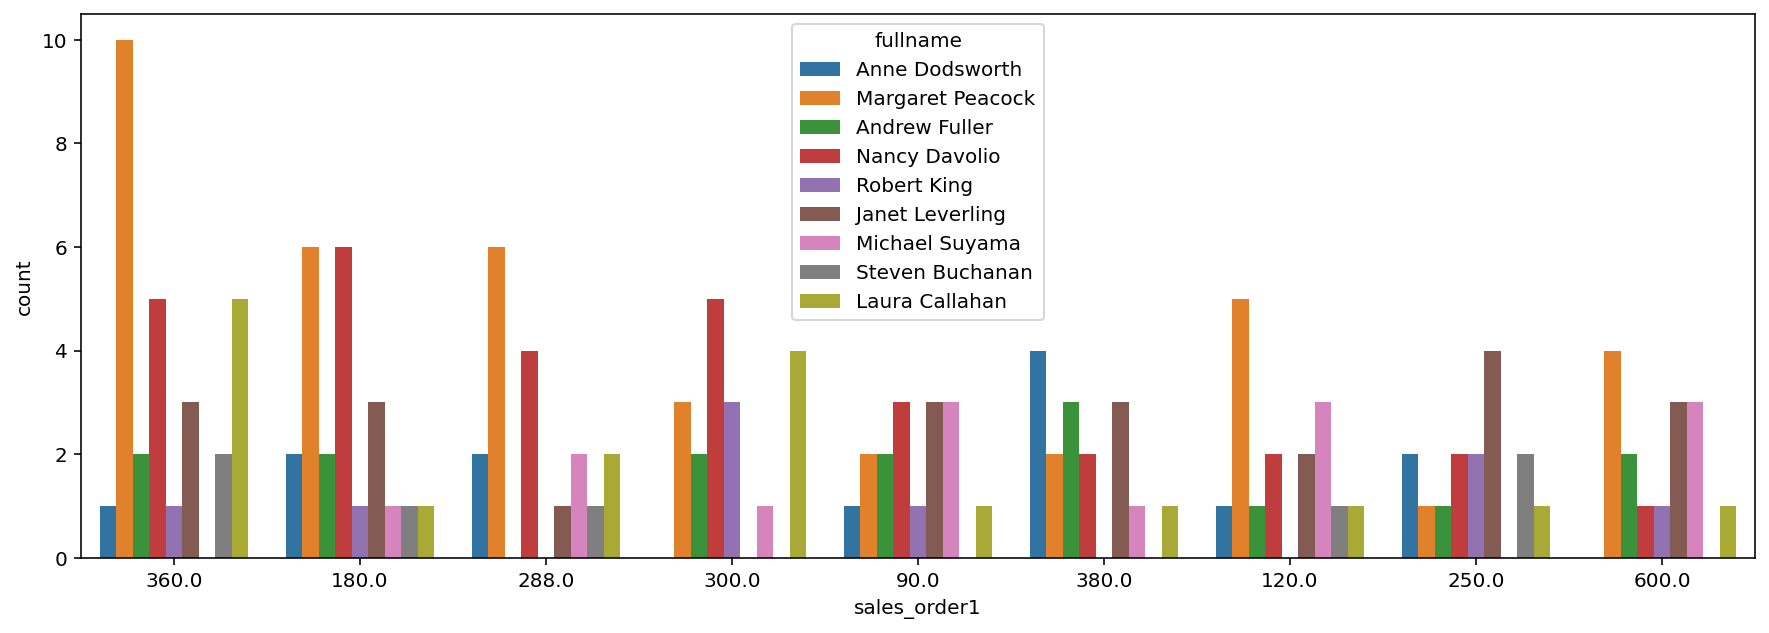 10
8
6
4
2
0
count
fullname
Anne Dodsworth
Margaret Peacock
Andrew Fuller
Nancy Davolio
Robert King
Janet Leverling
Michael Suyama
Steven Buchanan
Laura Callahan
360.0 180.0 288.0 300.0 90.0 380.0 120.0 250.0 600.0
sales_order1